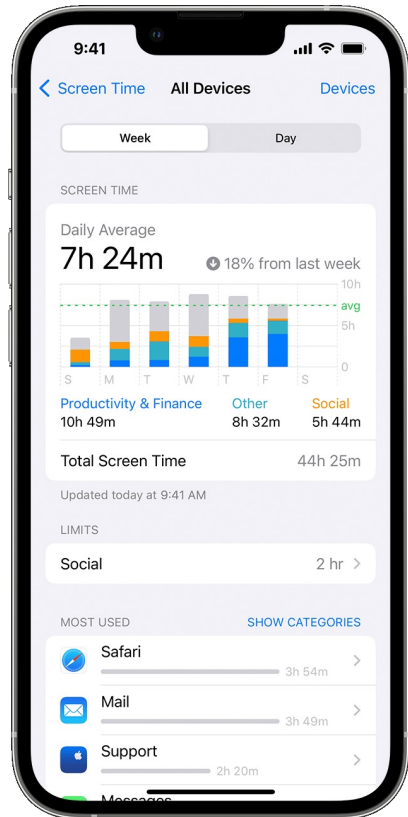 9:41
Screen Time All Devices Devices
Week Day
SCREEN TIME
Daily Average
7h 24m 18% from last week
10h
avg
5h
0
S M T W T F S
Productivity & Finance Other Social
10h 49m 8h 32m 5h 44m
Total Screen Time 44h 25m
Updated today at 9:41 AM
LIMITS
Social 2 hr
MOST USED SHOW CATEGORIES
Safari
3h 54m
Mail
3h 49m
Support
2h 20m
Messages